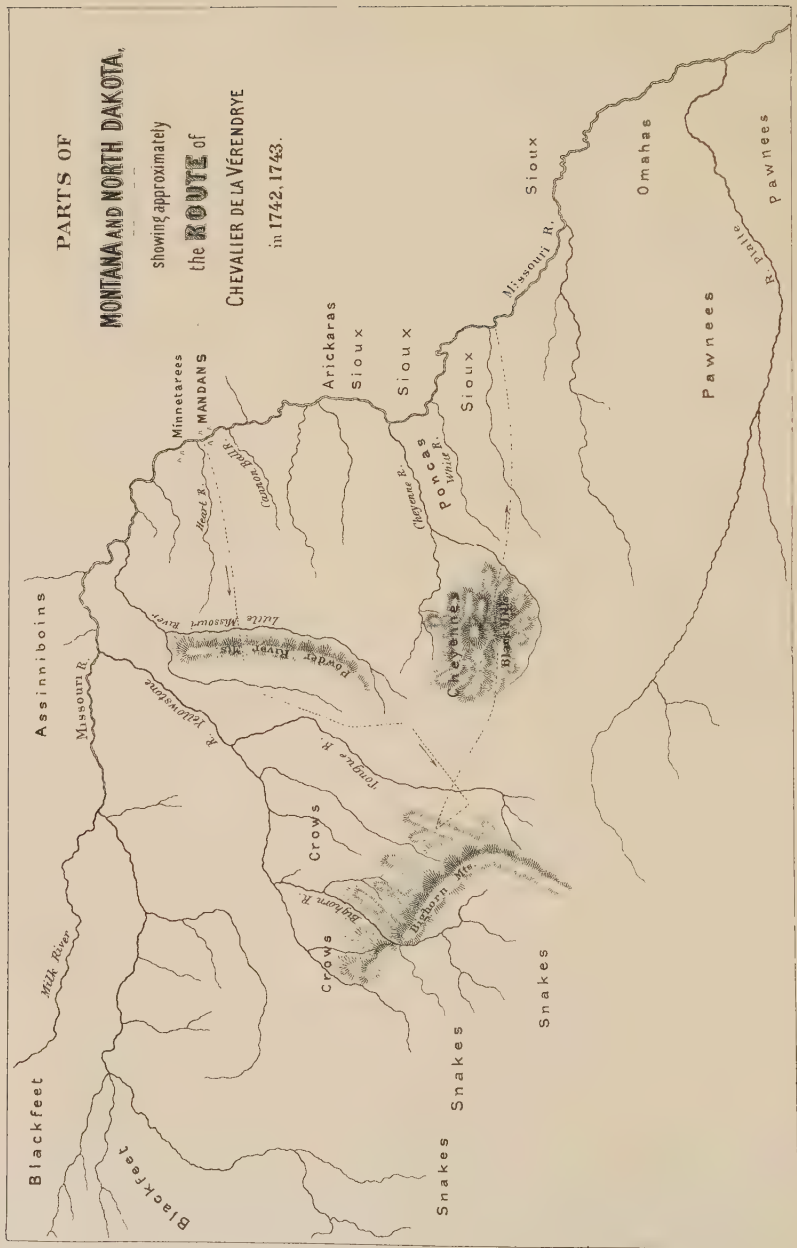 PARTS OF
MONTANA AND NORTH DAKOTA,
showing approximately
the ROUTE of
CHEVALIER DE LA VÉRENDRYE
in 1742, 1743.
Blackfeet
Blackfeet
Milk River
Assinniboins
Missouri R.
R. Yellowstone
Little Missouri River
Powder River Mts
Heart R.
Cannon Ball R.
Minnetarees
MANDANS
Arickaras
Sioux
Sioux
Cheyenne R.
Poncas
White R.
Sioux
Missouri R.
Sioux
Omahas
Pawnees
R. Platte
Pawnees
Cheyennes
Black Hills
Tongue R.
Crows
Bighorn R.
Crows
Bighorn Mts.
Snakes
Snakes
Snakes